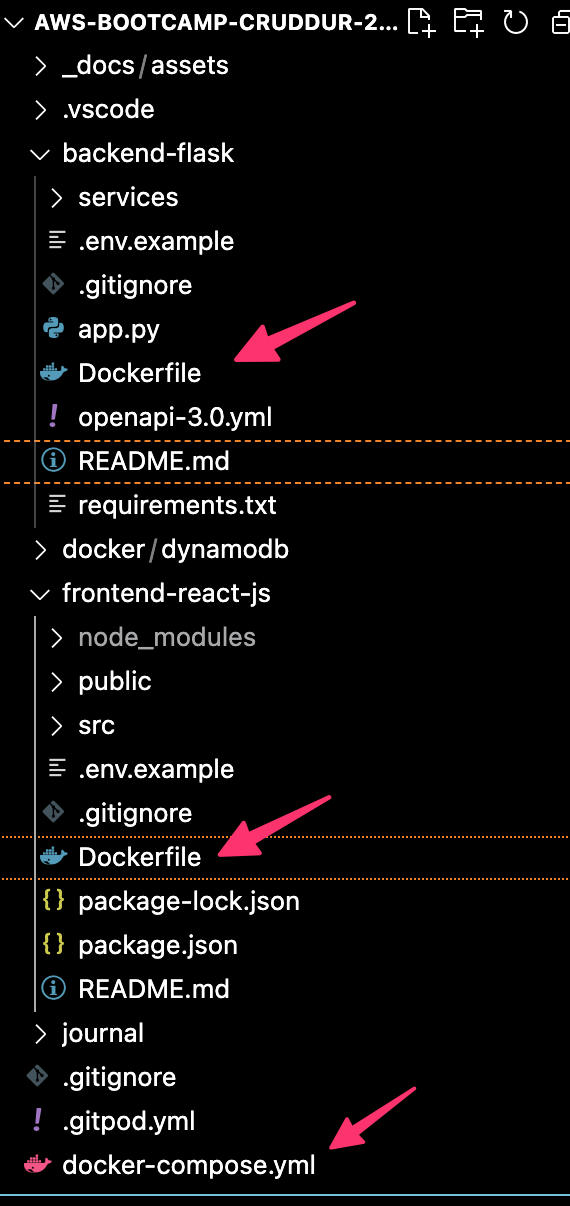 AWS-BOOTCAMP-CRUDDUR-2...
_docs/assets
.vscode
backend-flask
services
.env.example
.gitignore
app.py
Dockerfile
openapi-3.0.yml
README.md
requirements.txt
docker/dynamodb
frontend-react-js
node_modules
public
src
.env.example
.gitignore
Dockerfile
package-lock.json
package.json
README.md
journal
.gitignore
.gitpod.yml
docker-compose.yml